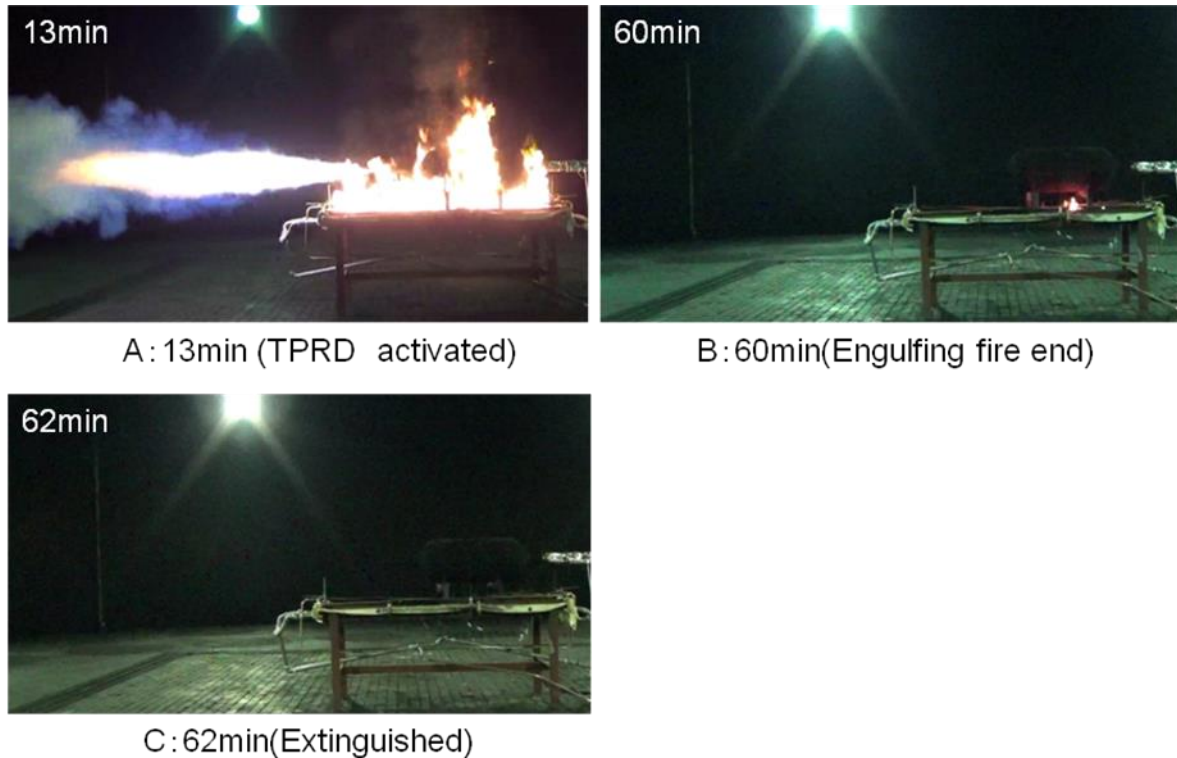 13min
60min
A:13min (TPRD activated)
B:60min(Engulfing fire end)
62min
C:62min(Extinguished)